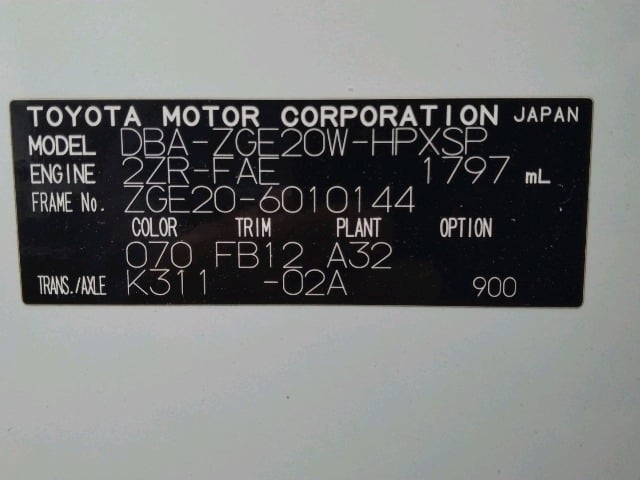 TOYOTA MOTOR CORPORATION JAPAN
MODEL DBA-ZGE20W-HPXSP
ENGINE 2ZR-FAE 1797 mL
FRAME No. ZGE20-6010144
COLOR TRIM PLANT OPTION
070 FB12 A32
TRANS./AXLE K311 -02A 900